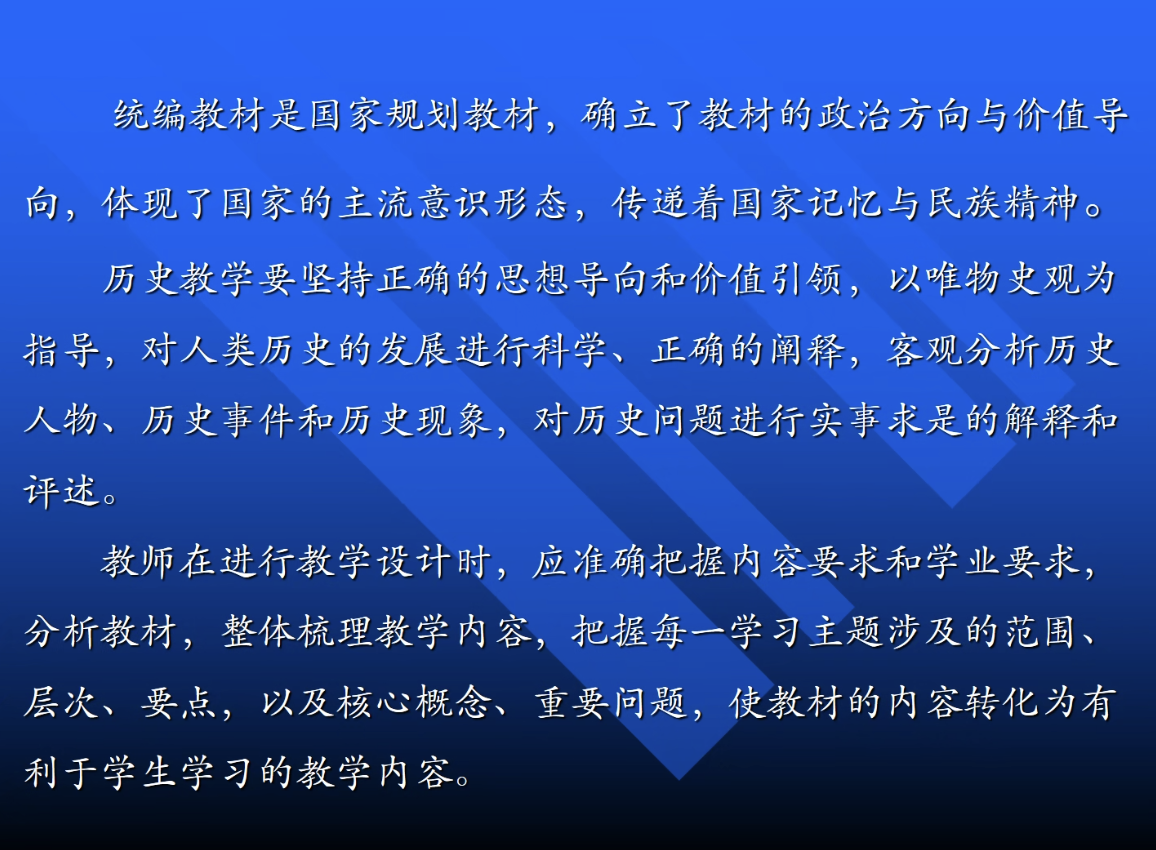 统编教材是国家规划教材，确立了教材的政治方向与价值导
向，体现了国家的主流意识形态，传递着国家记忆与民族精神。
历史教学要坚持正确的思想导向和价值引领，以唯物史观为
指导，对人类历史的发展进行科学、正确的阐释，客观分析历史
人物、历史事件和历史现象，对历史问题进行实事求是的解释和
评述。
教师在进行教学设计时，应准确把握内容要求和学业要求，
分析教材，整体梳理教学内容，把握每一学习主题涉及的范围、
层次、要点，以及核心概念、重要问题，使教材的内容转化为有
利于学生学习的教学内容。